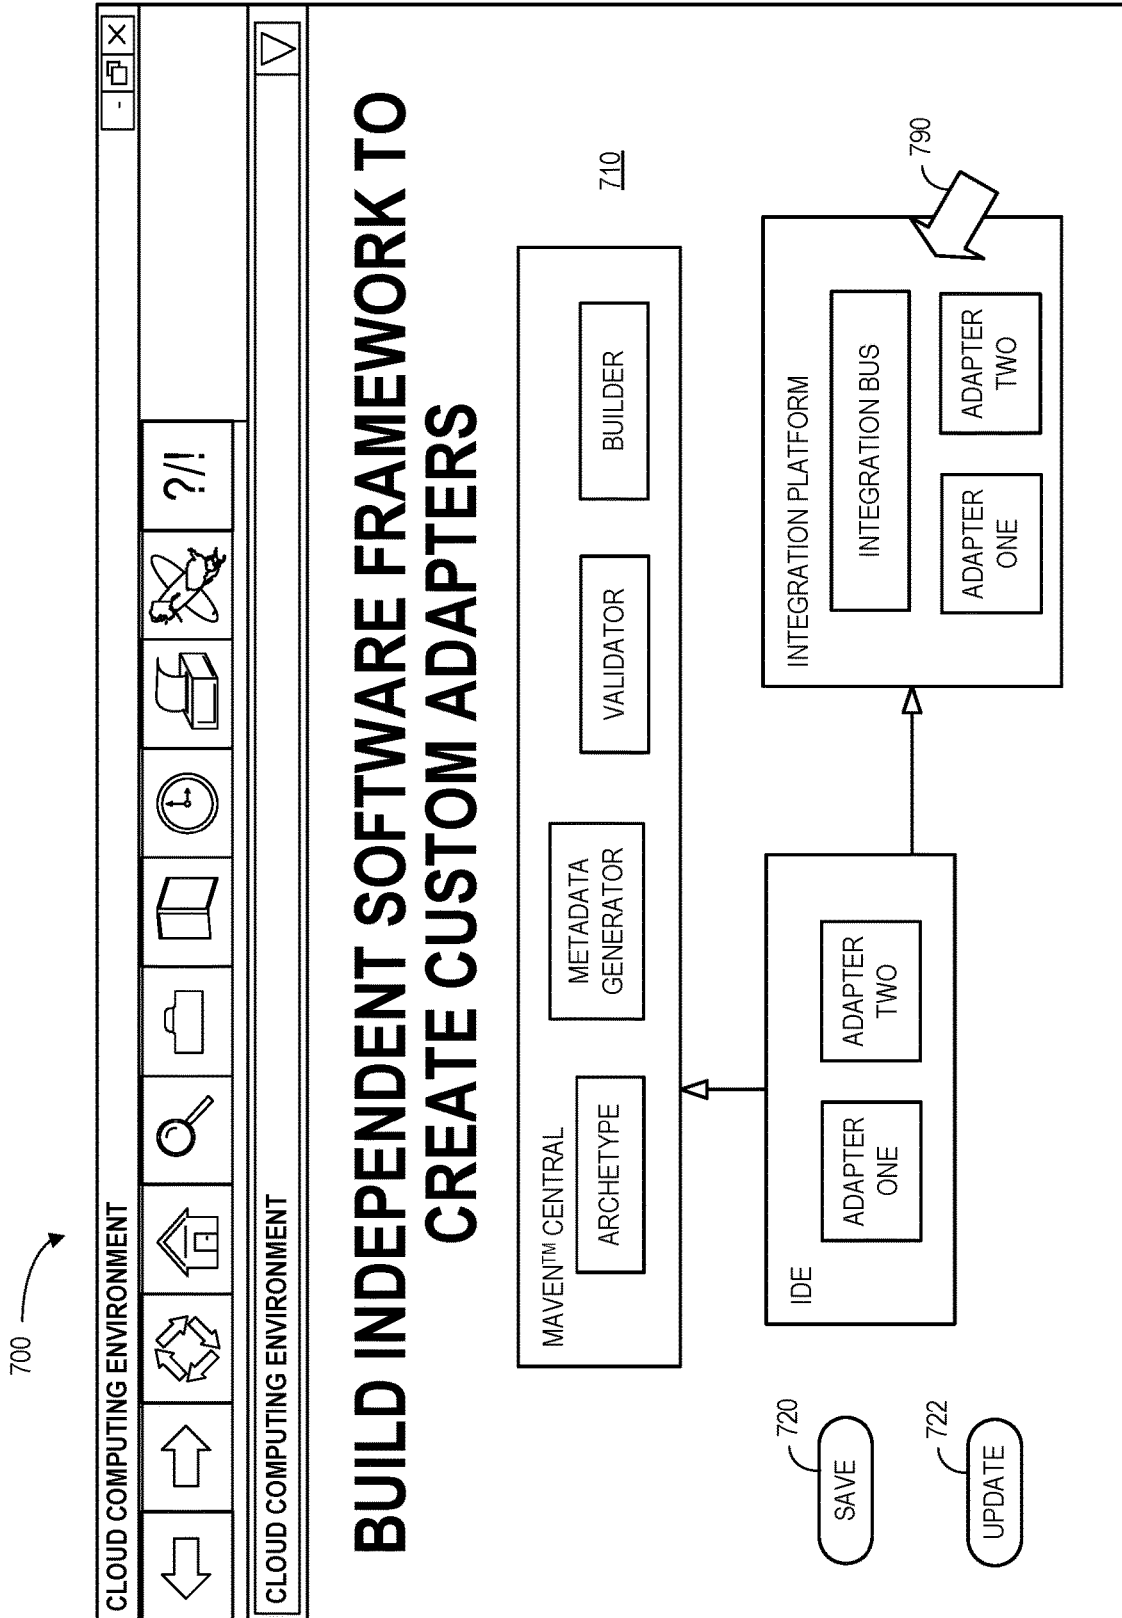 700
CLOUD COMPUTING ENVIRONMENT
- X
?/!
CLOUD COMPUTING ENVIRONMENT
BUILD INDEPENDENT SOFTWARE FRAMEWORK TO
CREATE CUSTOM ADAPTERS
710
MAVEN™ CENTRAL
ARCHETYPE
METADATA
GENERATOR
VALIDATOR
BUILDER
IDE
ADAPTER
ONE
ADAPTER
TWO
INTEGRATION PLATFORM
INTEGRATION BUS
ADAPTER
ONE
ADAPTER
TWO
790
720
SAVE
722
UPDATE